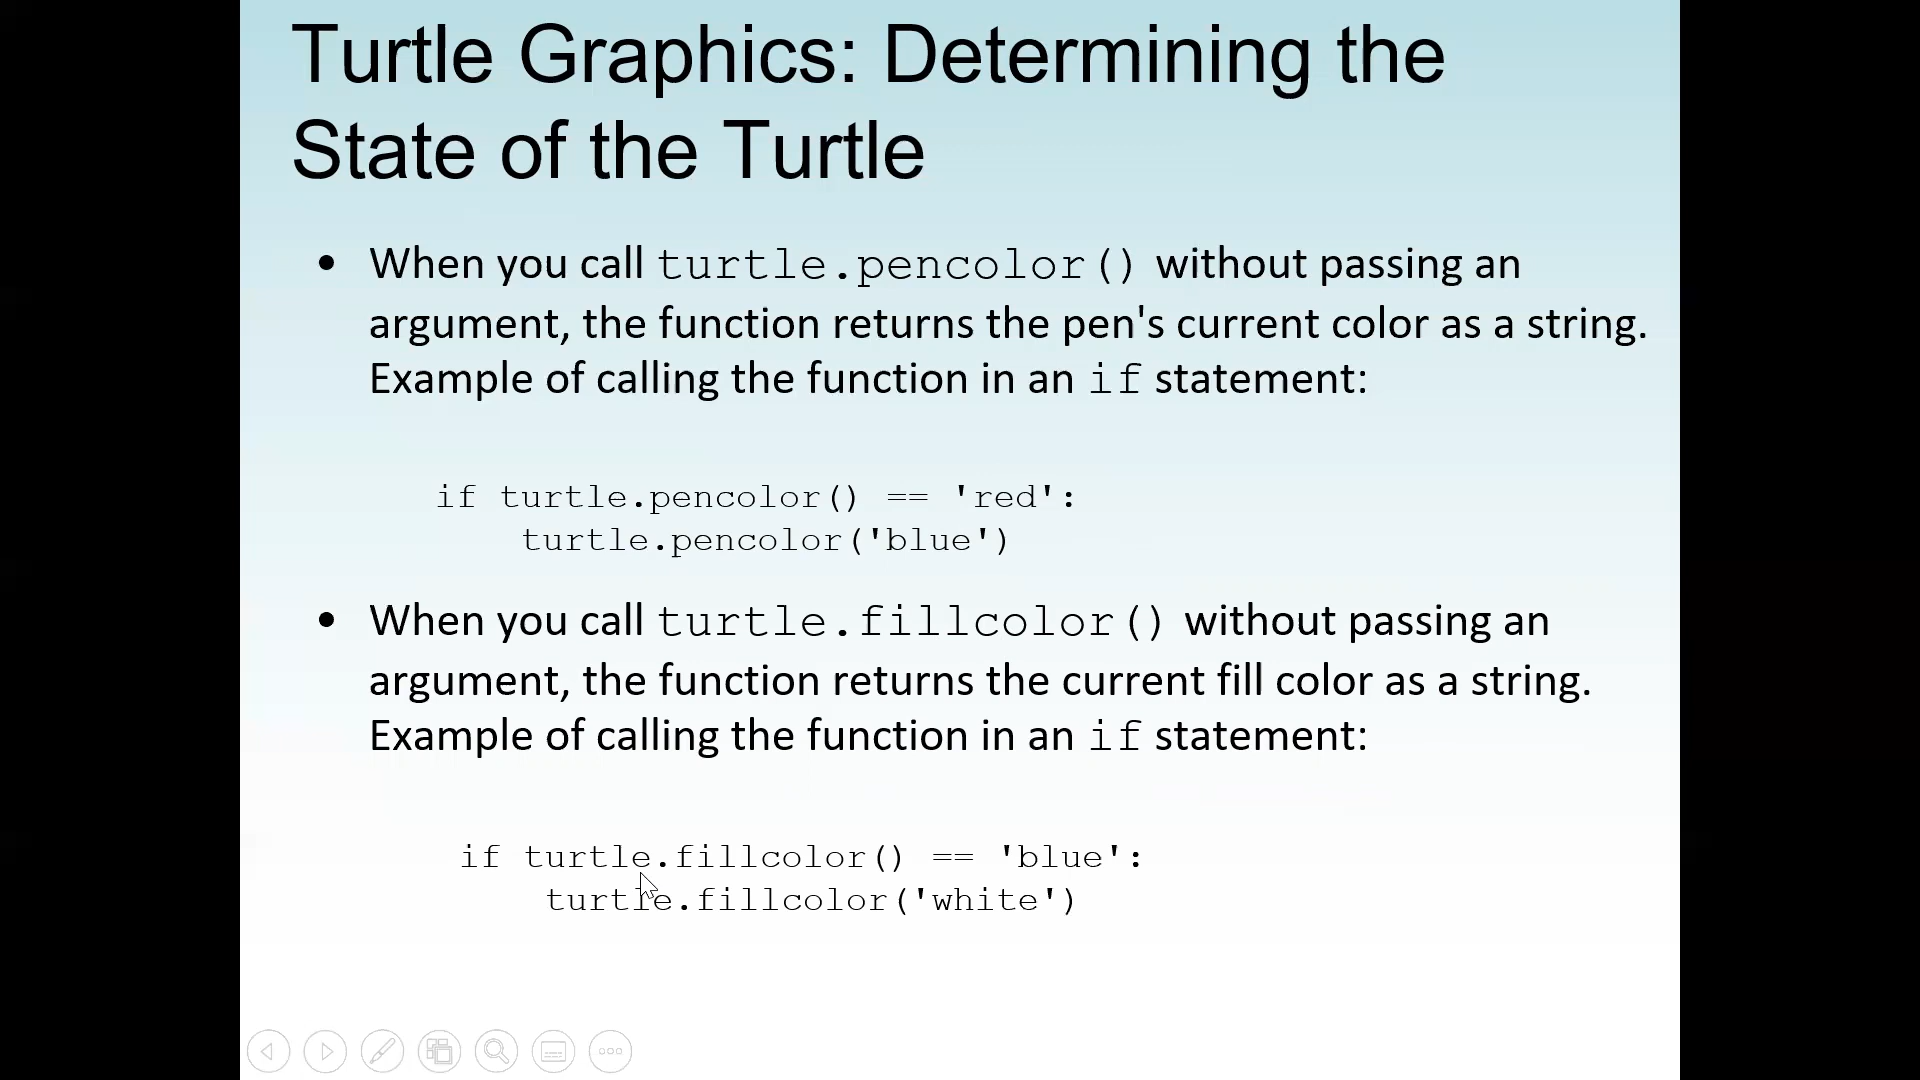 Turtle Graphics: Determining the
State of the Turtle
• When you call turtle.pencolor() without passing an
argument, the function returns the pen's current color as a string.
Example of calling the function in an if statement:
if turtle.pencolor() == 'red':
    turtle.pencolor('blue')
• When you call turtle.fillcolor() without passing an
argument, the function returns the current fill color as a string.
Example of calling the function in an if statement:
if turtle.fillcolor() == 'blue':
    turtle.fillcolor('white')